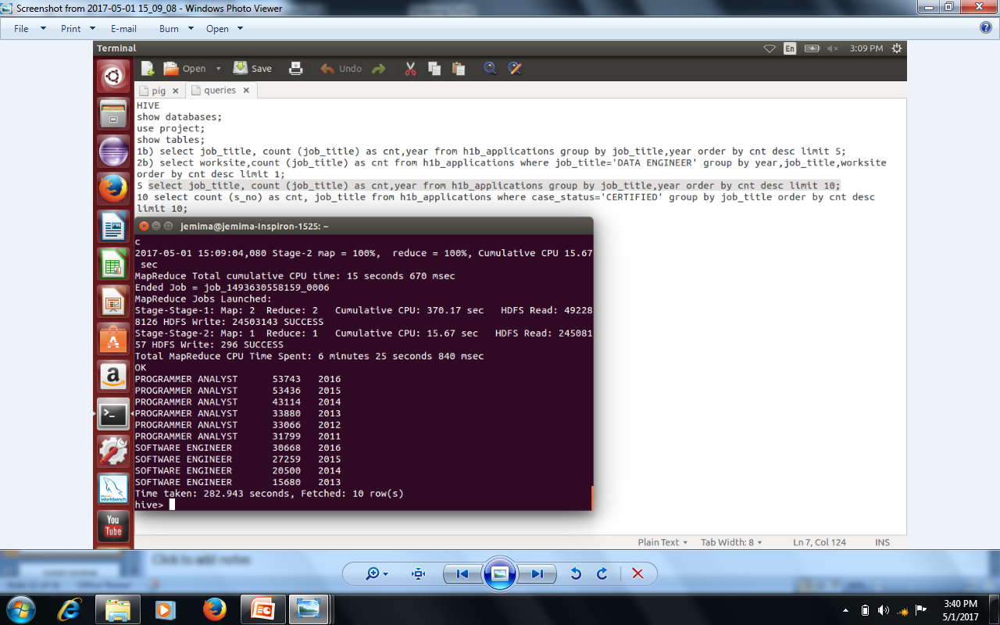 Screenshot from 2017-05-01 15_09_08 - Windows Photo Viewer
File Print E-mail Burn Open
Terminal En 3:09 PM
Open Save Undo
pig queries
HIVE
show databases;
use project;
show tables;
1b) select job_title, count (job_title) as cnt,year from h1b_applications group by job_title,year order by cnt desc limit 5;
2b) select worksite,count (job_title) as cnt from h1b_applications where job_title='DATA ENGINEER' group by year,job_title,worksite
order by cnt desc limit 1;
5 select job_title, count (job_title) as cnt,year from h1b_applications group by job_title,year order by cnt desc limit 10;
10 select count (s_no) as cnt, job_title from h1b_applications where case_status='CERTIFIED' group by job_title order by cnt desc
limit 10;
jemima@jemima-Inspiron-1525: ~
c
2017-05-01 15:09:04,080 Stage-2 map = 100%,  reduce = 100%, Cumulative CPU 15.67
sec
MapReduce Total cumulative CPU time: 15 seconds 670 msec
Ended Job = job_1493630558159_0006
MapReduce Jobs Launched:
Stage-Stage-1: Map: 2  Reduce: 2   Cumulative CPU: 370.17 sec   HDFS Read: 49228
8126 HDFS Write: 24503143 SUCCESS
Stage-Stage-2: Map: 1  Reduce: 1   Cumulative CPU: 15.67 sec   HDFS Read: 245081
57 HDFS Write: 296 SUCCESS
Total MapReduce CPU Time Spent: 6 minutes 25 seconds 840 msec
OK
PROGRAMMER ANALYST 53743 2016
PROGRAMMER ANALYST 53436 2015
PROGRAMMER ANALYST 43114 2014
PROGRAMMER ANALYST 33880 2013
PROGRAMMER ANALYST 33066 2012
PROGRAMMER ANALYST 31799 2011
SOFTWARE ENGINEER 30668 2016
SOFTWARE ENGINEER 27259 2015
SOFTWARE ENGINEER 20500 2014
SOFTWARE ENGINEER 15680 2013
Time taken: 282.943 seconds, Fetched: 10 row(s)
hive>
Workbench
You
Tube
Plain Text Tab Width: 8 Ln 7, Col 124 INS
Click to add notes
3:40 PM
5/1/2017